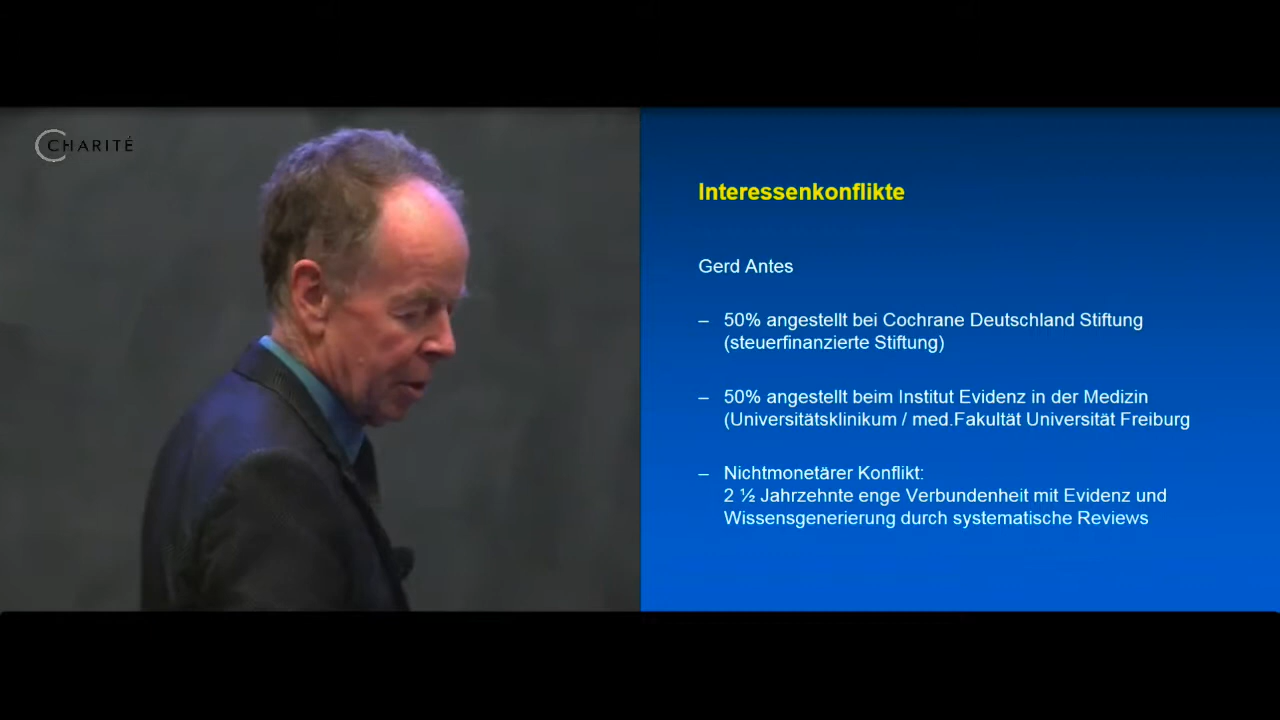 CHARITÉ
Interessenkonflikte
Gerd Antes
– 50% angestellt bei Cochrane Deutschland Stiftung
(steuerfinanzierte Stiftung)
– 50% angestellt beim Institut Evidenz in der Medizin
(Universitätsklinikum / med.Fakultät Universität Freiburg
– Nichtmonetärer Konflikt:
2 ½ Jahrzehnte enge Verbundenheit mit Evidenz und
Wissensgenerierung durch systematische Reviews